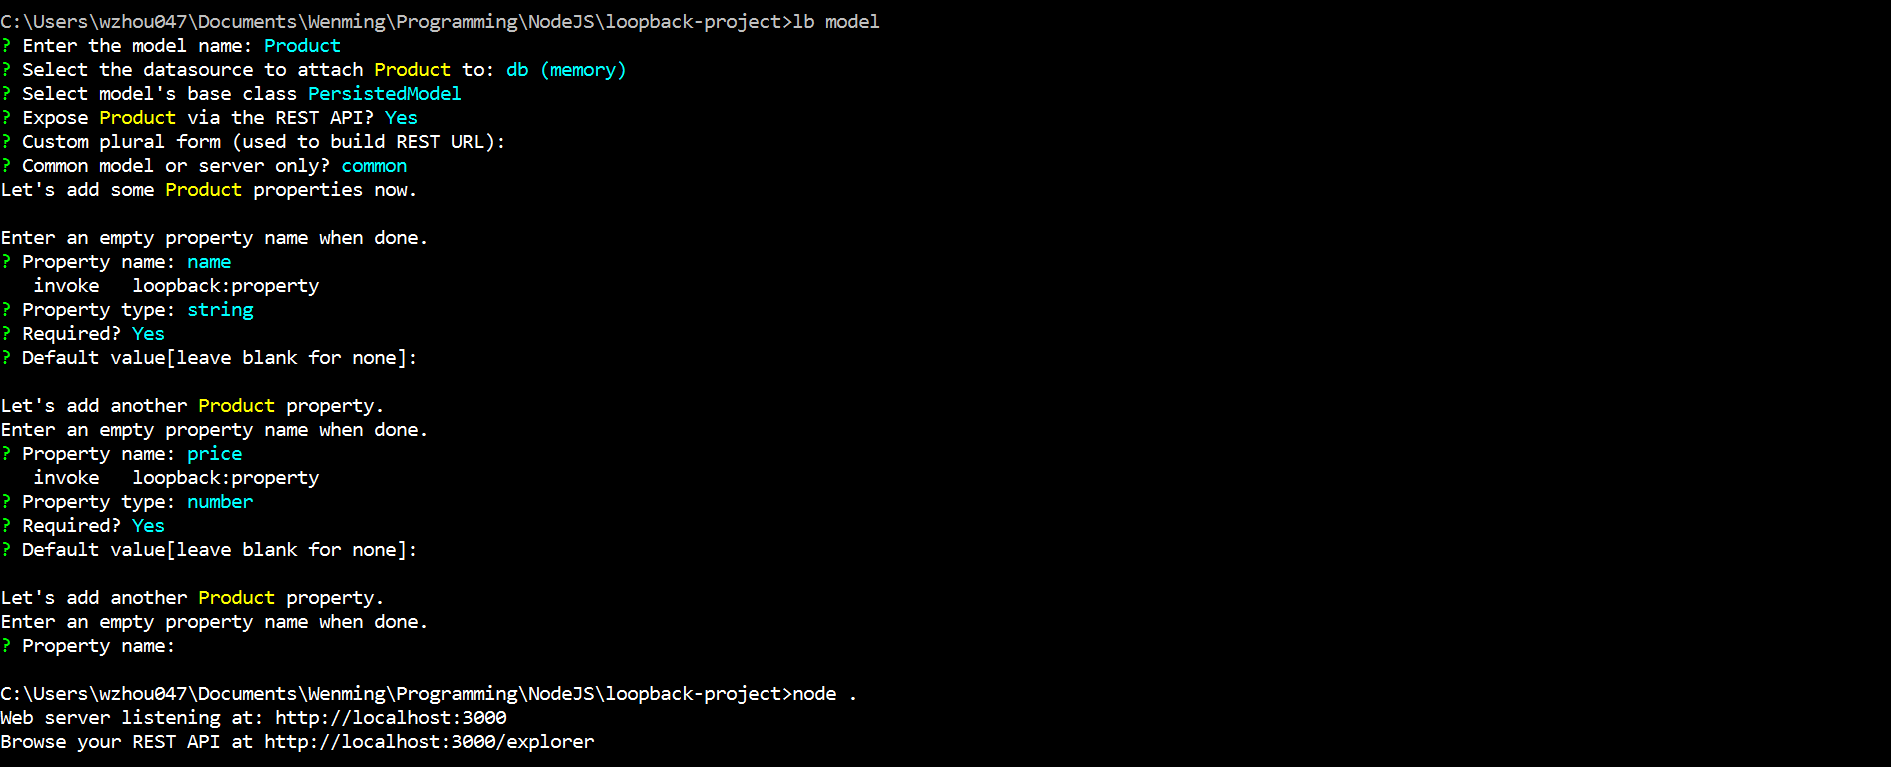 C:\Users\wzhou047\Documents\Wenming\Programming\NodeJS\loopback-project>lb model
? Enter the model name: Product
? Select the datasource to attach Product to: db (memory)
? Select model's base class PersistedModel
? Expose Product via the REST API? Yes
? Custom plural form (used to build REST URL):
? Common model or server only? common
Let's add some Product properties now.
Enter an empty property name when done.
? Property name: name
invoke loopback:property
? Property type: string
? Required? Yes
? Default value[leave blank for none]:
Let's add another Product property.
Enter an empty property name when done.
? Property name: price
invoke loopback:property
? Property type: number
? Required? Yes
? Default value[leave blank for none]:
Let's add another Product property.
Enter an empty property name when done.
? Property name:
C:\Users\wzhou047\Documents\Wenming\Programming\NodeJS\loopback-project>node .
Web server listening at: http://localhost:3000
Browse your REST API at http://localhost:3000/explorer